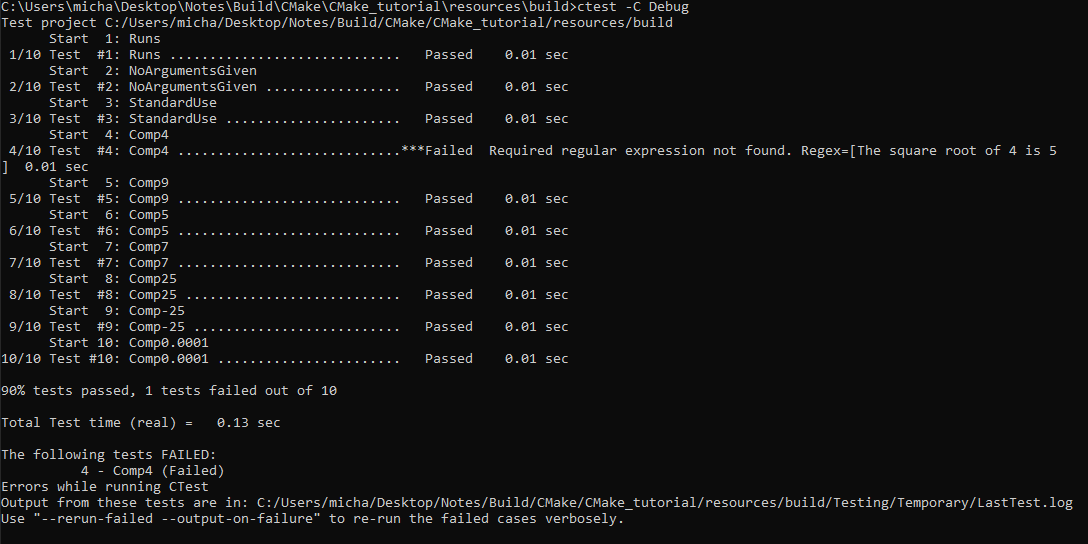 C:\Users\micha\Desktop\Notes\Build\CMake\CMake_tutorial\resources\build>ctest -C Debug
Test project C:/Users/micha/Desktop/Notes/Build/CMake/CMake_tutorial/resources/build
      Start  1: Runs
 1/10 Test  #1: Runs .............................   Passed    0.01 sec
      Start  2: NoArgumentsGiven
 2/10 Test  #2: NoArgumentsGiven .................   Passed    0.01 sec
      Start  3: StandardUse
 3/10 Test  #3: StandardUse ......................   Passed    0.01 sec
      Start  4: Comp4
 4/10 Test  #4: Comp4 ............................***Failed  Required regular expression not found. Regex=[The square root of 4 is 5
]  0.01 sec
      Start  5: Comp9
 5/10 Test  #5: Comp9 ............................   Passed    0.01 sec
      Start  6: Comp5
 6/10 Test  #6: Comp5 ............................   Passed    0.01 sec
      Start  7: Comp7
 7/10 Test  #7: Comp7 ............................   Passed    0.01 sec
      Start  8: Comp25
 8/10 Test  #8: Comp25 ...........................   Passed    0.01 sec
      Start  9: Comp-25
 9/10 Test  #9: Comp-25 ..........................   Passed    0.01 sec
      Start 10: Comp0.0001
10/10 Test #10: Comp0.0001 .......................   Passed    0.01 sec

90% tests passed, 1 tests failed out of 10

Total Test time (real) =   0.13 sec

The following tests FAILED:
          4 - Comp4 (Failed)
Errors while running CTest
Output from these tests are in: C:/Users/micha/Desktop/Notes/Build/CMake/CMake_tutorial/resources/build/Testing/Temporary/LastTest.log
Use "--rerun-failed --output-on-failure" to re-run the failed cases verbosely.